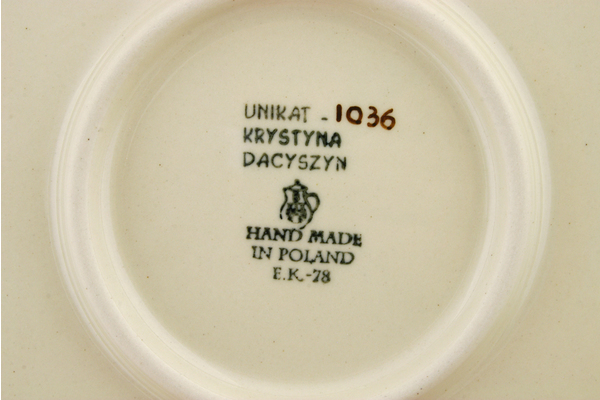 UNIKAT - 1036
KRYSTYNA
DACYSZYN
HAND MADE
IN POLAND
E.K.-78